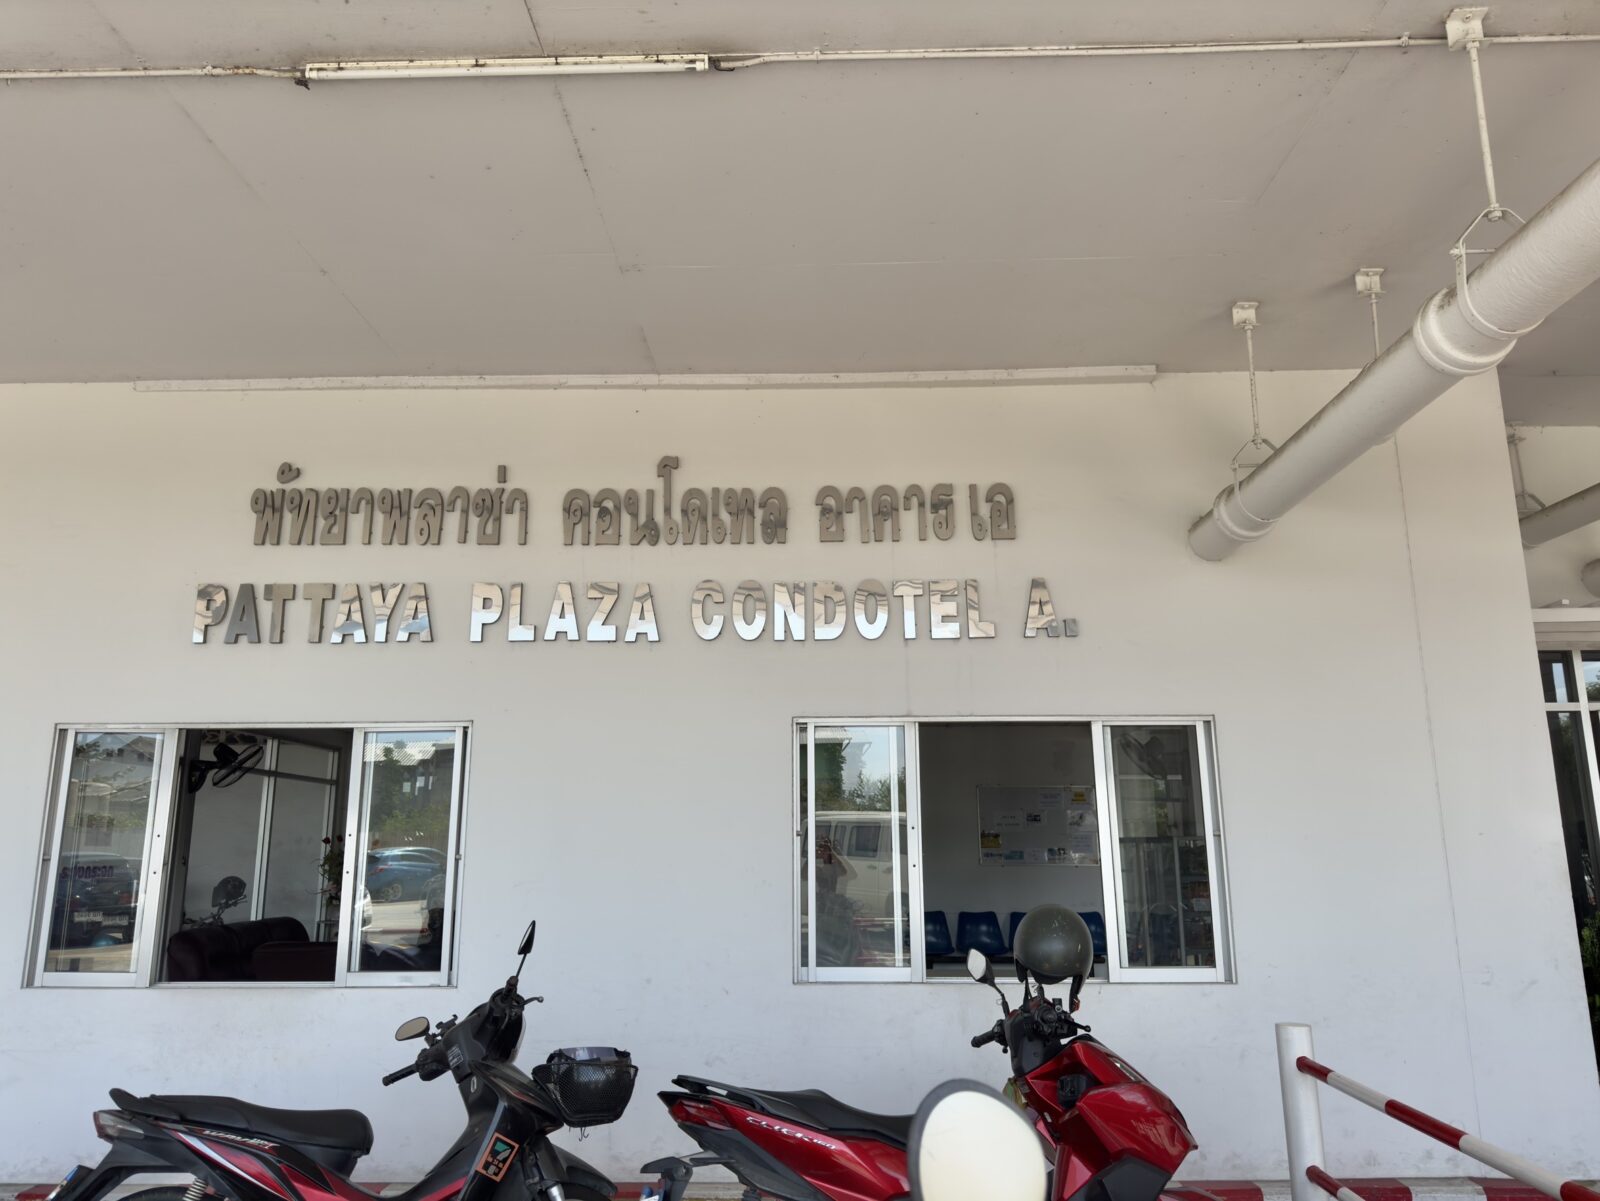 พัทยาพลาซ่า คอนโดเทล อาคาร เอ
PATTAYA PLAZA CONDOTEL A.
CLICK160